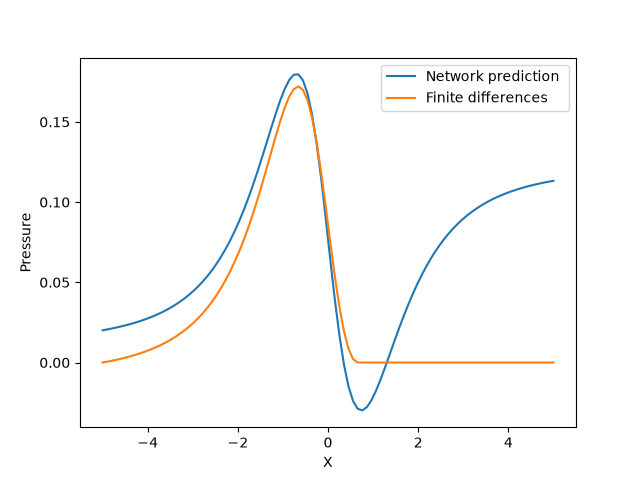 Network prediction
Finite differences
Pressure
0.15
0.10
0.05
0.00
−4
−2
0
2
4
X